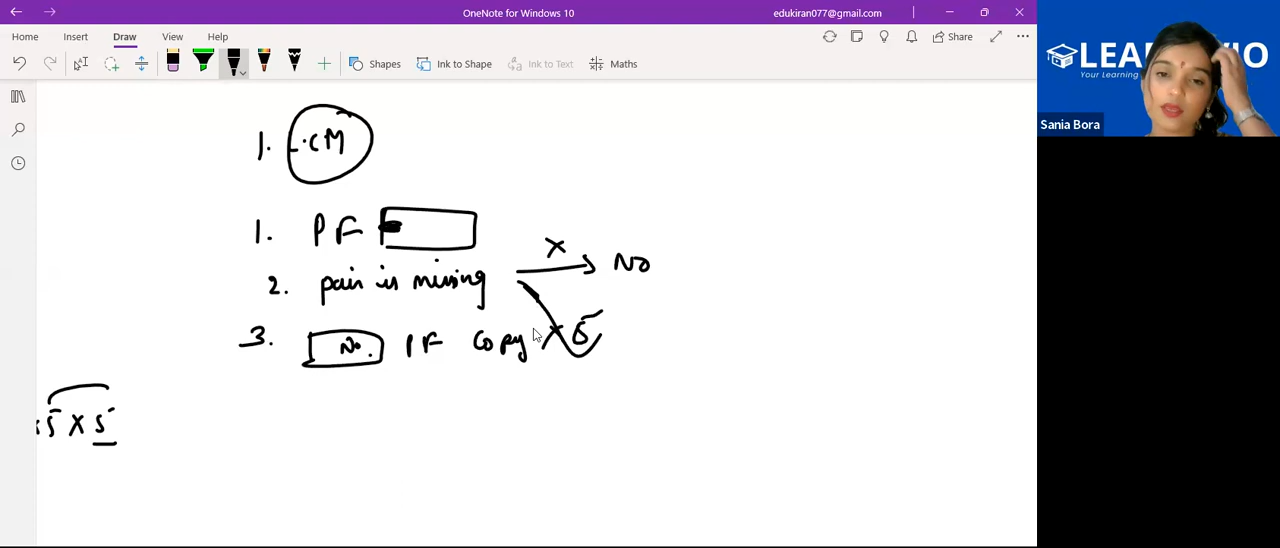 OneNote for Windows 10
edukiran077@gmail.com
Home Insert Draw View Help
Share
Shapes
Ink to Shape
Ink to Text
Maths
LEA IO
Your Learning
Sania Bora
1. LCM
1. PF
2. pair is missing X No
3. No. PF Copy X 5
x 5 x 5